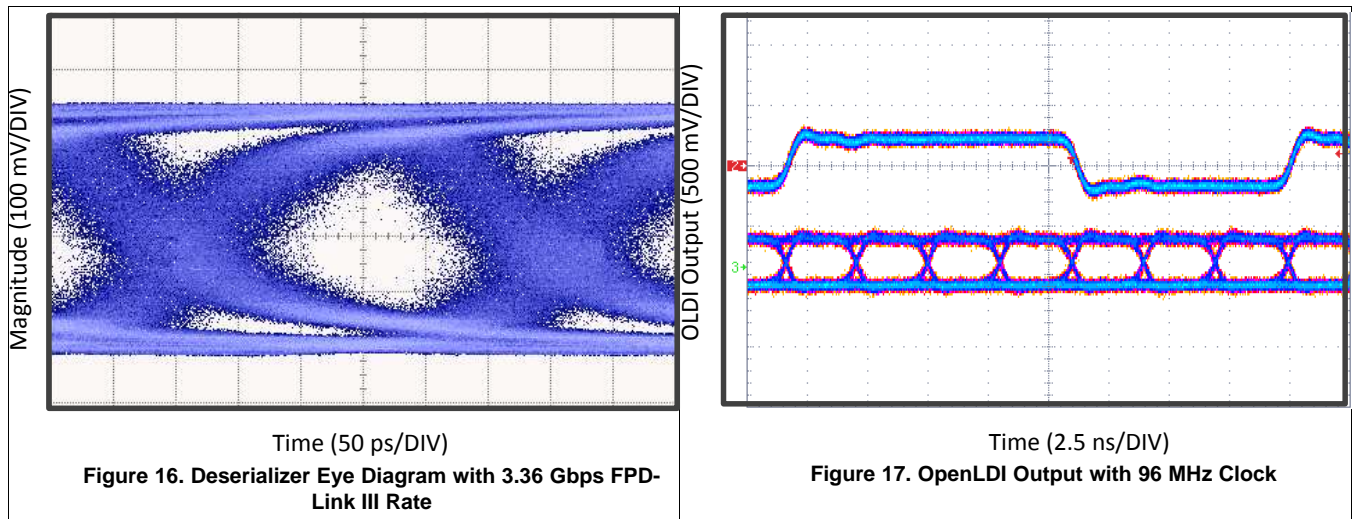 Magnitude (100 mV/DIV)
Time (50 ps/DIV)
Figure 16. Deserializer Eye Diagram with 3.36 Gbps FPD-
Link III Rate
OLDI Output (500 mV/DIV)
2
3
Time (2.5 ns/DIV)
Figure 17. OpenLDI Output with 96 MHz Clock